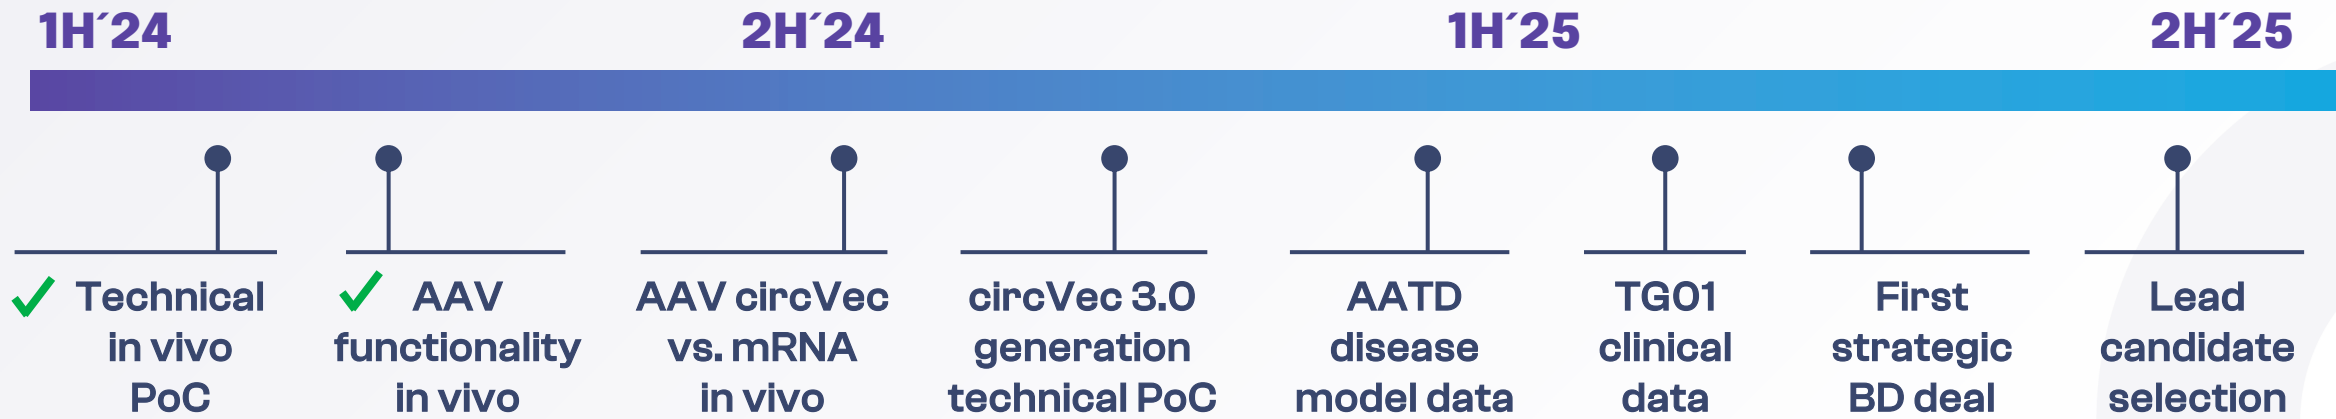 1H´24
2H´24
1H´25
2H´25
Technical
in vivo
PoC
AAV
functionality
in vivo
AAV circVec
vs. mRNA
in vivo
circVec 3.0
generation
technical PoC
AATD
disease
model data
TG01
clinical
data
First
strategic
BD deal
Lead
candidate
selection